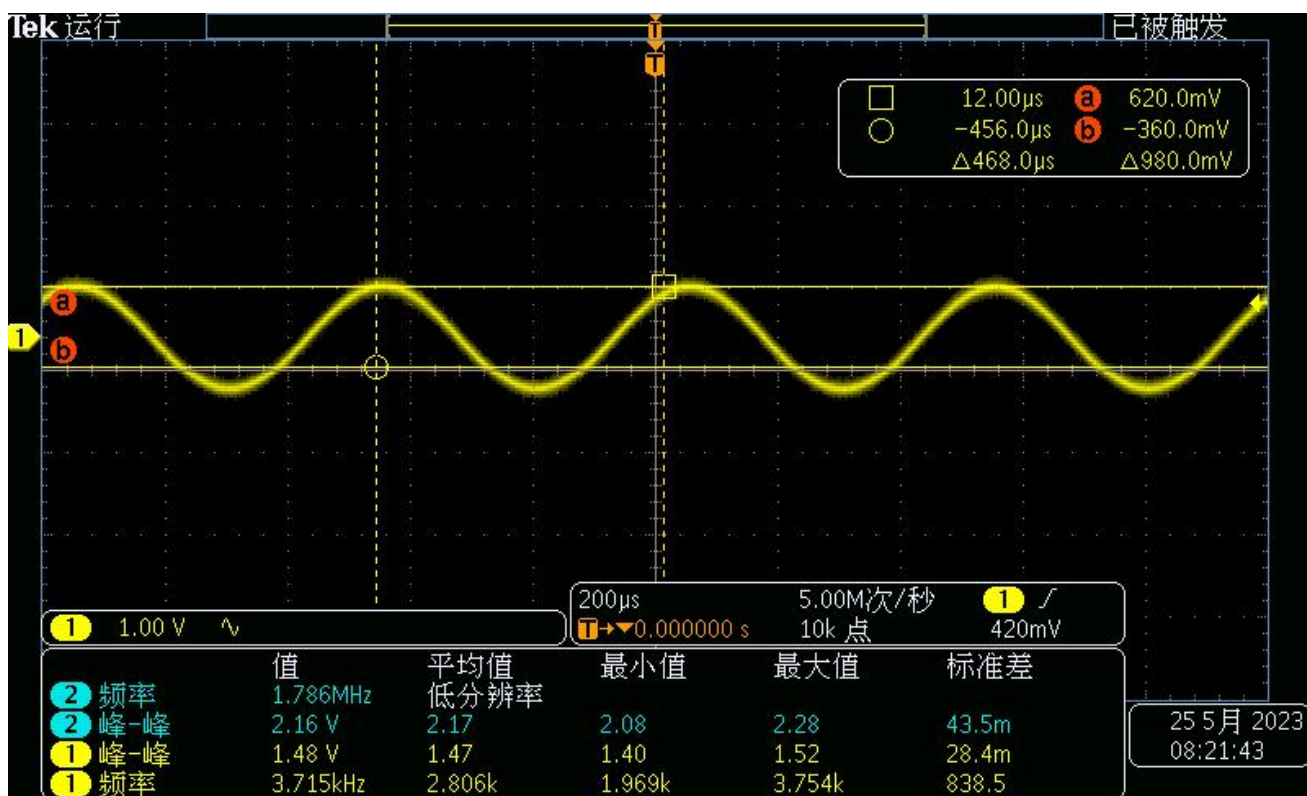 Tek 运行 T 已被触发
T
12.00μs a 620.0mV
-456.0μs b -360.0mV
△468.0μs △980.0mV
a
1
b
200μs 5.00M次/秒 1
1 1.00 V T→▼0.000000 s 10k 点 420mV
值 平均值 最小值 最大值 标准差
2 频率 1.786MHz 低分辨率
2 峰-峰 2.16 V 2.17 2.08 2.28 43.5m
1 峰-峰 1.48 V 1.47 1.40 1.52 28.4m
1 频率 3.715kHz 2.806k 1.969k 3.754k 838.5
25 5月 2023
08:21:43